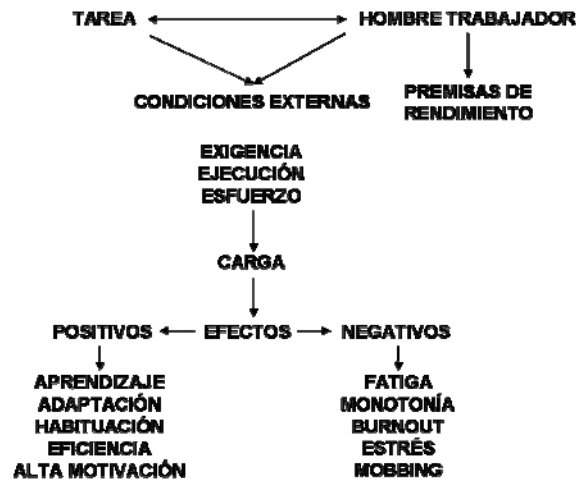 TAREA
HOMBRE TRABAJADOR
CONDICIONES EXTERNAS
PREMISAS DE
RENDIMIENTO
EXIGENCIA
EJECUCIÓN
ESFUERZO
CARGA
POSITIVOS
EFECTOS
NEGATIVOS
APRENDIZAJE
ADAPTACIÓN
HABITUACIÓN
EFICIENCIA
ALTA MOTIVACIÓN
FATIGA
MONOTONÍA
BURNOUT
ESTRÉS
MOBBING